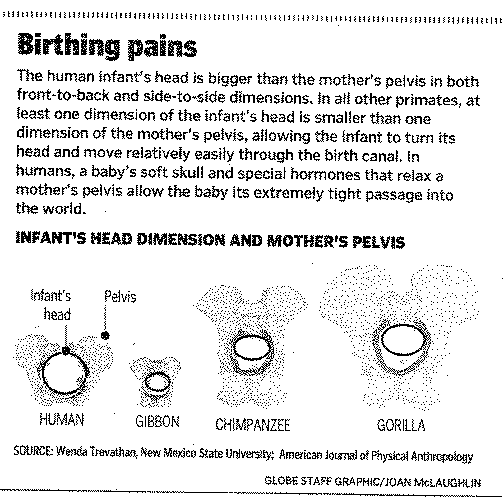 Birthing pains
The human infant's head is bigger than the mother's pelvis in both
front-to-back and side-to-side dimensions. In all other primates, at
least one dimension of the infant's head is smaller than one
dimension of the mother's pelvis, allowing the infant to turn its
head and move relatively easily through the birth canal. In
humans, a baby's soft skull and special hormones that relax a
mother's pelvis allow the baby its extremely tight passage into
the world.
INFANT'S HEAD DIMENSION AND MOTHER'S PELVIS
Infant's head
Pelvis
HUMAN
GIBBON
CHIMPANZEE
GORILLA
SOURCE: Wenda Trevathan, New Mexico State University; American Journal of Physical Anthropology
GLOBE STAFF GRAPHIC/JOAN McLAUGHLIN